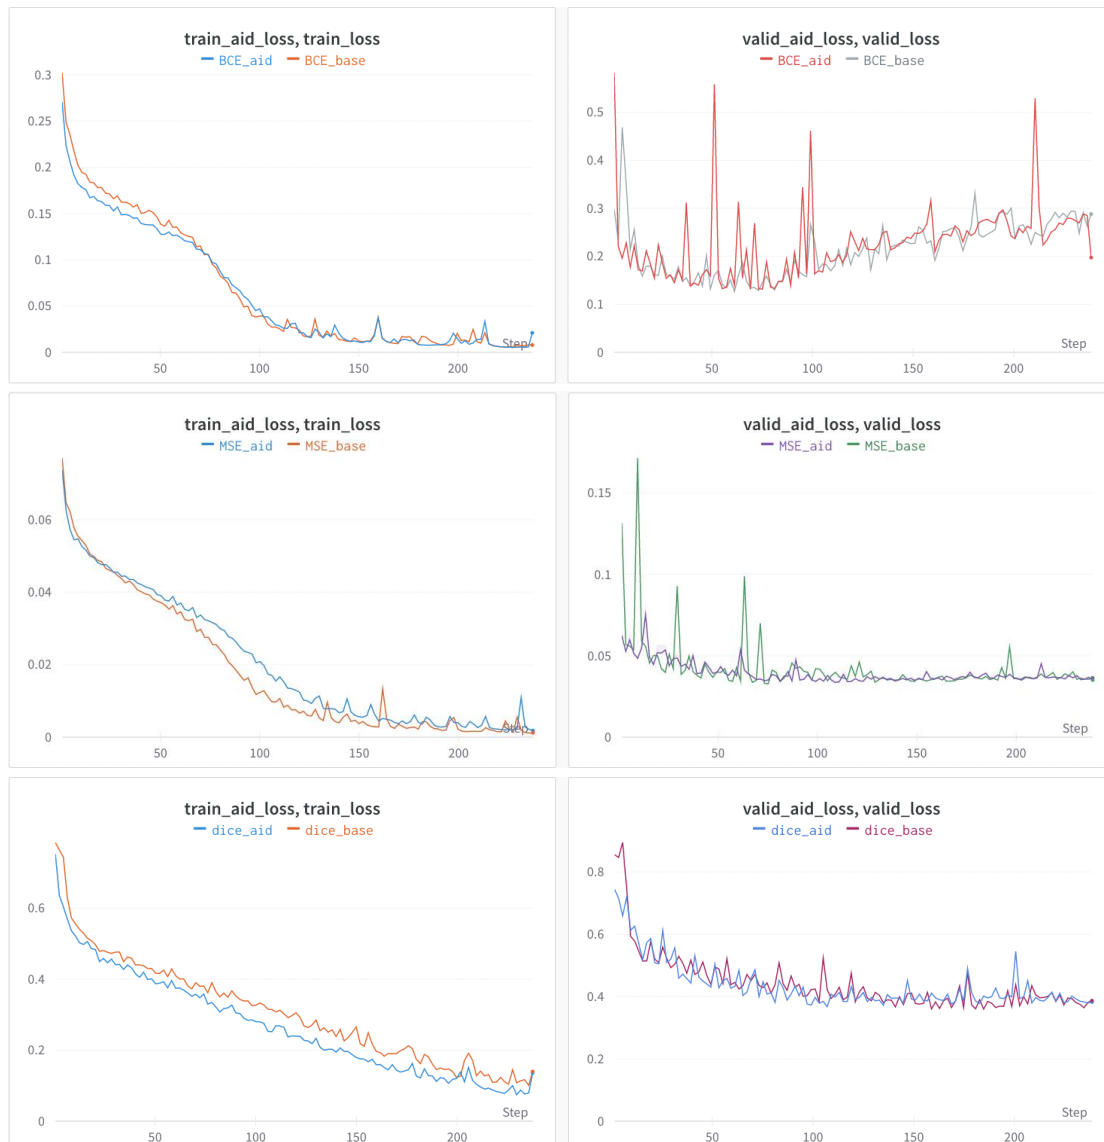 train_aid_loss, train_loss
BCE_aid BCE_base
0.3
0.25
0.2
0.15
0.1
0.05
0
Step
50 100 150 200
valid_aid_loss, valid_loss
BCE_aid BCE_base
0.5
0.4
0.3
0.2
0.1
0
Step
50 100 150 200
train_aid_loss, train_loss
MSE_aid MSE_base
0.06
0.04
0.02
0
Step
50 100 150 200
valid_aid_loss, valid_loss
MSE_aid MSE_base
0.15
0.1
0.05
0
Step
50 100 150 200
train_aid_loss, train_loss
dice_aid dice_base
0.6
0.4
0.2
0
Step
50 100 150 200
valid_aid_loss, valid_loss
dice_aid dice_base
0.8
0.6
0.4
0.2
0
Step
50 100 150 200